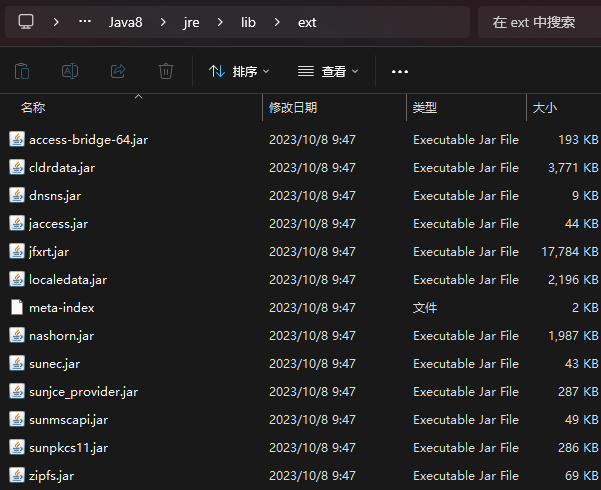 ··· Java8 jre lib ext 在 ext 中搜索
排序 查看 •••
名称 修改日期 类型 大小
access-bridge-64.jar 2023/10/8 9:47 Executable Jar File 193 KB
cldrdata.jar 2023/10/8 9:47 Executable Jar File 3,771 KB
dnsns.jar 2023/10/8 9:47 Executable Jar File 9 KB
jaccess.jar 2023/10/8 9:47 Executable Jar File 44 KB
jfxrt.jar 2023/10/8 9:47 Executable Jar File 17,784 KB
localedata.jar 2023/10/8 9:47 Executable Jar File 2,196 KB
meta-index 2023/10/8 9:47 文件 2 KB
nashorn.jar 2023/10/8 9:47 Executable Jar File 1,987 KB
sunec.jar 2023/10/8 9:47 Executable Jar File 43 KB
sunjce_provider.jar 2023/10/8 9:47 Executable Jar File 287 KB
sunmscapi.jar 2023/10/8 9:47 Executable Jar File 49 KB
sunpkcs11.jar 2023/10/8 9:47 Executable Jar File 286 KB
zipfs.jar 2023/10/8 9:47 Executable Jar File 69 KB